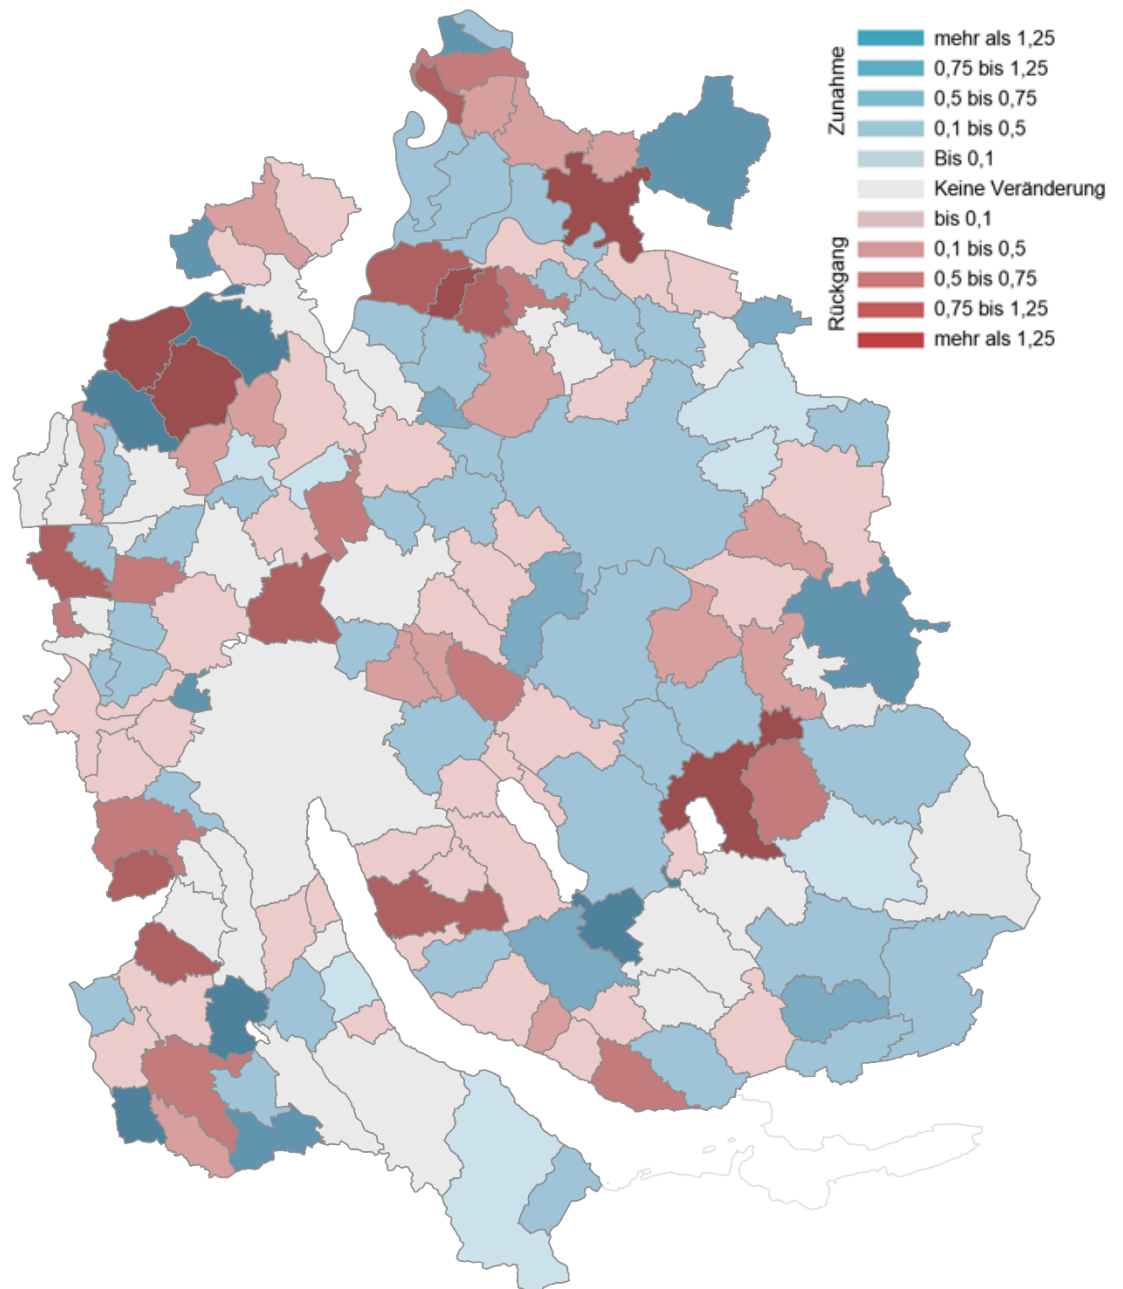 Zunahme
mehr als 1,25
0,75 bis 1,25
0,5 bis 0,75
0,1 bis 0,5
Bis 0,1
Keine Veränderung
Rückgang
bis 0,1
0,1 bis 0,5
0,5 bis 0,75
0,75 bis 1,25
mehr als 1,25